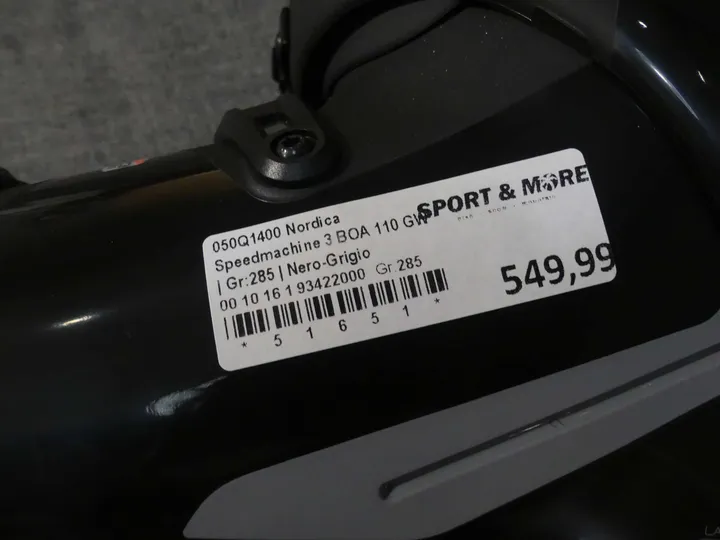 SPORT & MORE
050Q1400 Nordica
Speedmachine 3 BOA 110 GW
| Gr:285 | Nero-Grigio
00 10 16 1 93422000 Gr:285
549,99
* 5 1 6 5 1 *